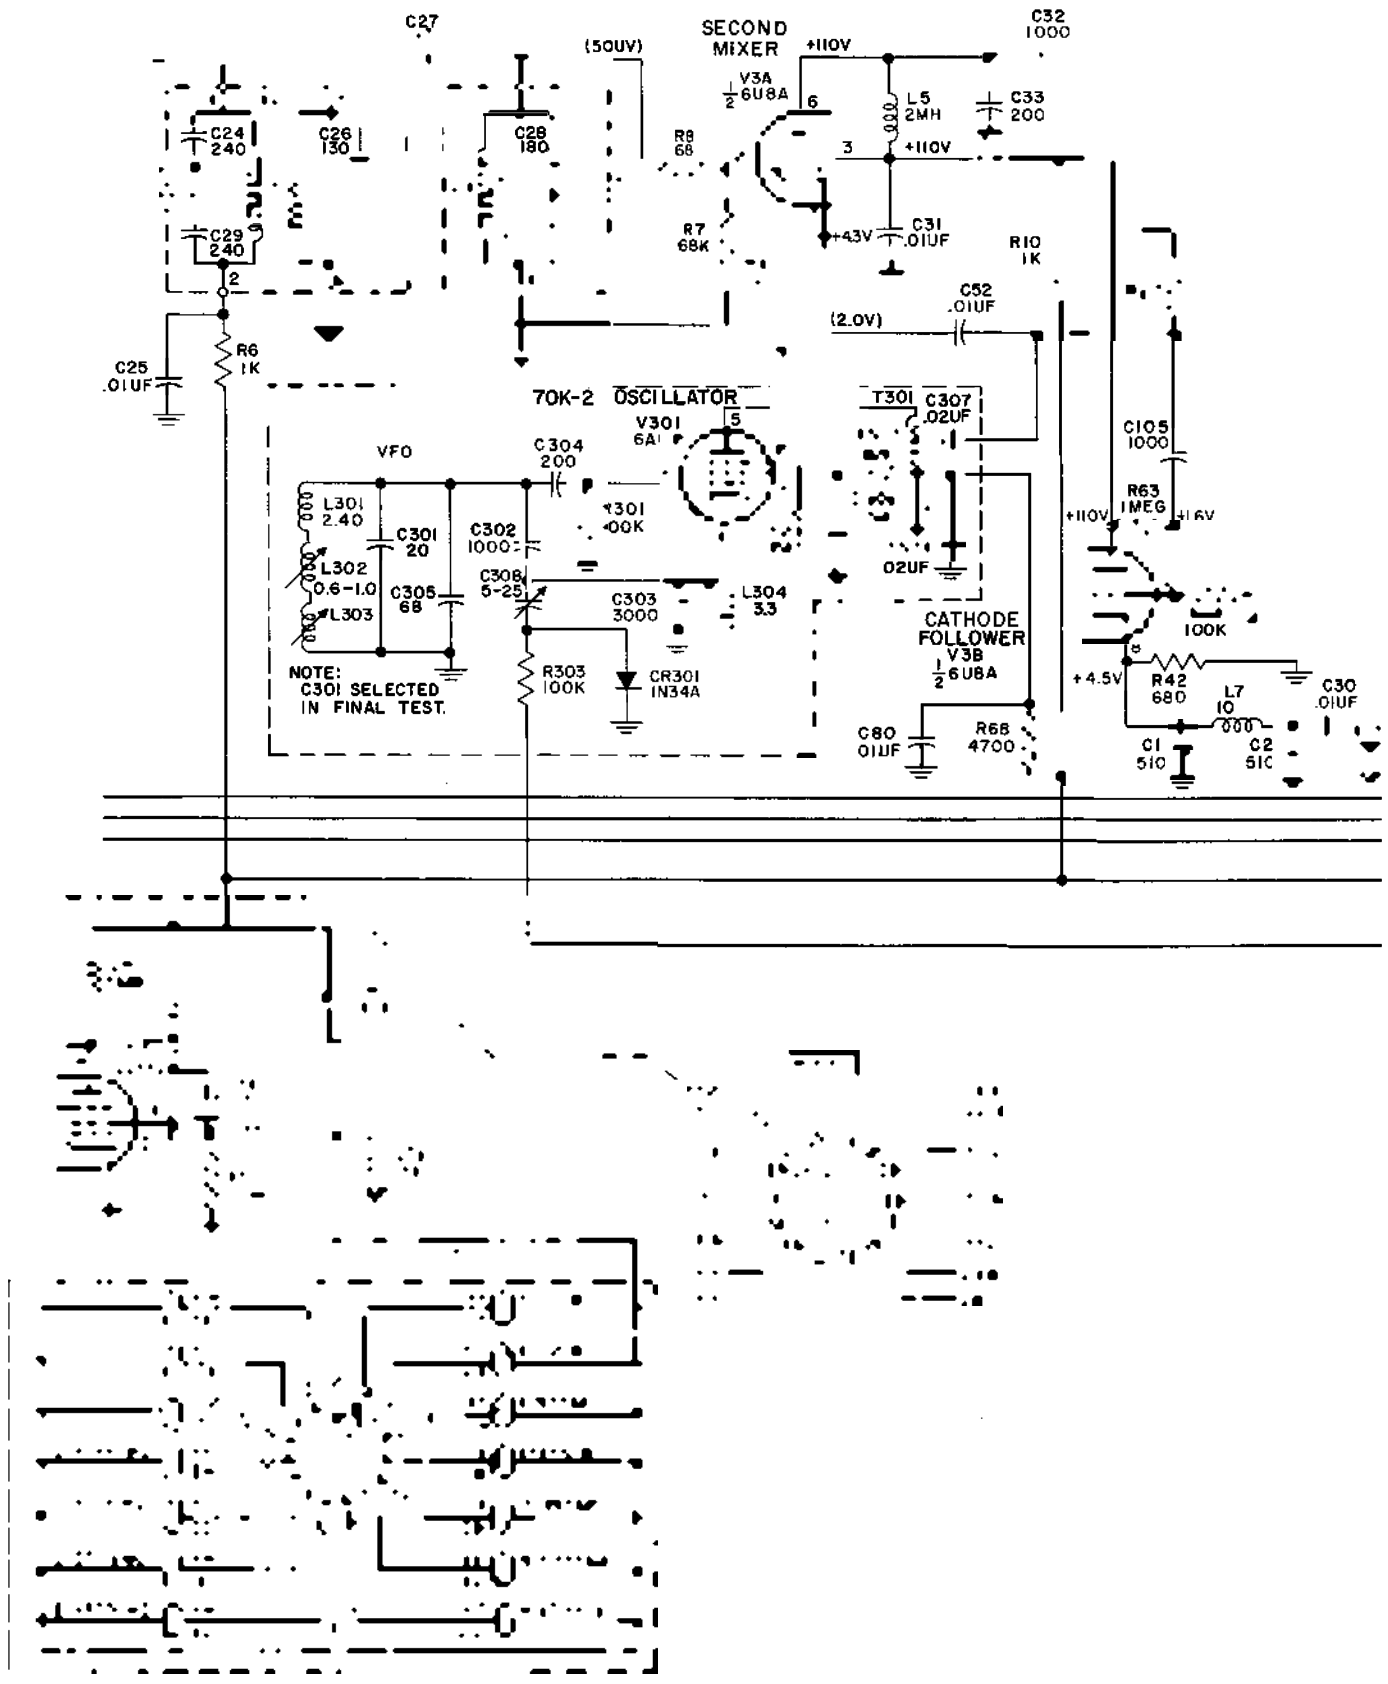 C27
C32
1000
SECOND
MIXER
(50UV)
+110V
V3A
1/2 6U8A
6
L5
2MH
C33
200
C24
240
C26
130
C28
180
R8
68
3
+110V
C29
240
2
R7
68K
+43V
C31
.01UF
R10
1K
C52
.01UF
(2.0V)
R6
1K
C25
.01UF
70K-2 OSCILLATOR
T301
C307
.02UF
V301
5
VFO
C304
200
C105
1000
L301
2.40
C301
20
C302
1000
R63
1MEG
+110V
+1.6V
L302
0.6-1.0
C308
5-25
L303
C303
3000
L304
3.3
.02UF
CATHODE
FOLLOWER
V3B
1/2 6U8A
100K
8
NOTE:
C301 SELECTED
IN FINAL TEST.
R303
100K
CR301
1N34A
+4.5V
R42
680
C30
.01UF
L7
10
C80
.01UF
R68
4700
C1
510
C2